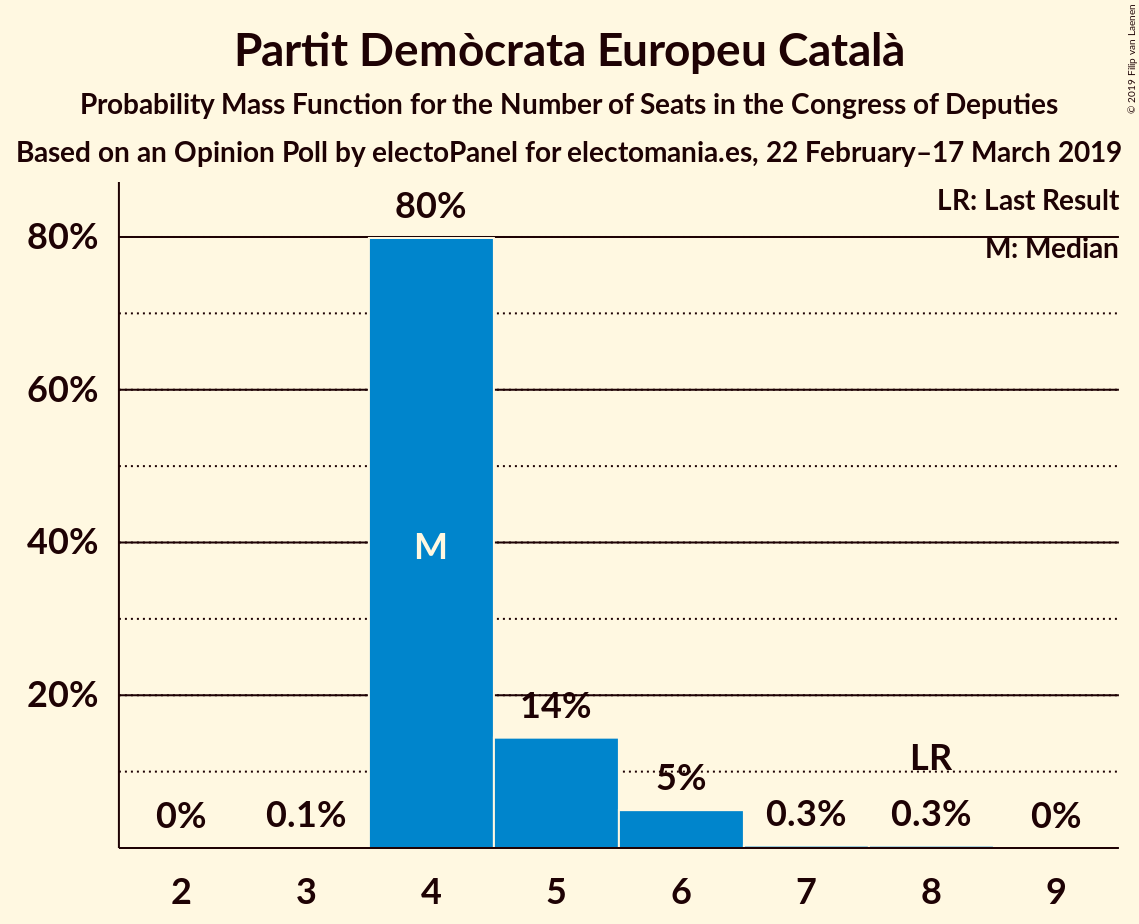 Partit Demòcrata Europeu Català
Probability Mass Function for the Number of Seats in the Congress of Deputies
Based on an Opinion Poll by electoPanel for electomania.es, 22 February–17 March 2019
© 2019 Filip van Laenen
LR: Last Result
M: Median
80%
60%
40%
20%
0%
0.1%
80%
M
14%
5%
0.3%
LR
0.3%
0%
2 3 4 5 6 7 8 9